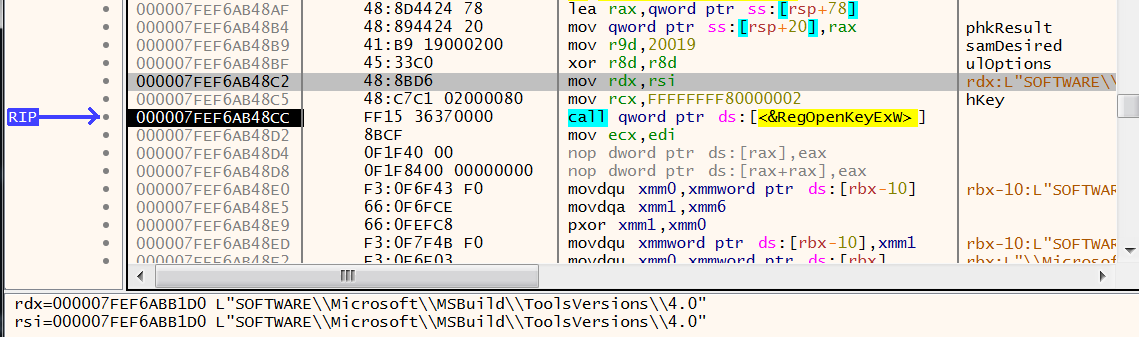 000007FEF6AB48AF 48:8D4424 78 lea rax,qword ptr ss:[rsp+78]
000007FEF6AB48B4 48:894424 20 mov qword ptr ss:[rsp+20],rax phkResult
000007FEF6AB48B9 41:B9 19000200 mov r9d,20019 samDesired
000007FEF6AB48BF 45:33C0 xor r8d,r8d ulOptions
000007FEF6AB48C2 48:8BD6 mov rdx,rsi rdx:L"SOFTWARE\\
000007FEF6AB48C5 48:C7C1 02000080 mov rcx,FFFFFFFF80000002 hKey
RIP 000007FEF6AB48CC FF15 36370000 call qword ptr ds:[<&RegOpenKeyExW>]
000007FEF6AB48D2 8BCF mov ecx,edi
000007FEF6AB48D4 0F1F40 00 nop dword ptr ds:[rax],eax
000007FEF6AB48D8 0F1F8400 00000000 nop dword ptr ds:[rax+rax],eax
000007FEF6AB48E0 F3:0F6F43 F0 movdqu xmm0,xmmword ptr ds:[rbx-10] rbx-10:L"SOFTWAR
000007FEF6AB48E5 66:0F6FCE movdqa xmm1,xmm6
000007FEF6AB48E9 66:0FEFC8 pxor xmm1,xmm0
000007FEF6AB48ED F3:0F7F4B F0 movdqu xmmword ptr ds:[rbx-10],xmm1 rbx-10:L"SOFTWAR
000007FEF6AB48F2 F3:0F6F03 movdqu xmm0,xmmword ptr ds:[rbx] rbx:L"\\Microsoft
rdx=000007FEF6ABB1D0 L"SOFTWARE\\Microsoft\\MSBuild\\ToolsVersions\\4.0"
rsi=000007FEF6ABB1D0 L"SOFTWARE\\Microsoft\\MSBuild\\ToolsVersions\\4.0"